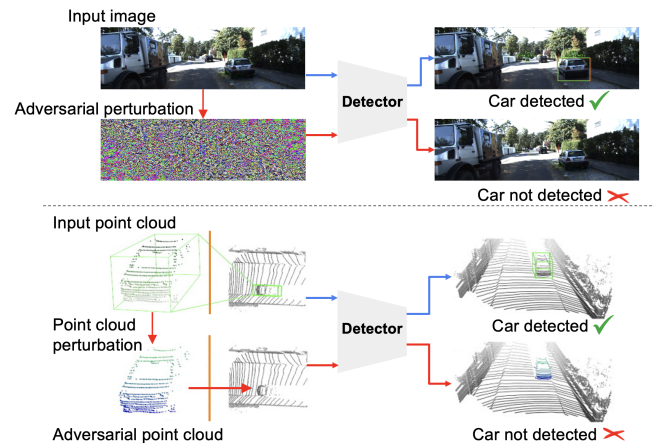 Input image
Adversarial perturbation
Detector
Car detected
Car not detected
Input point cloud
Point cloud
perturbation
Detector
Car detected
Adversarial point cloud
Car not detected